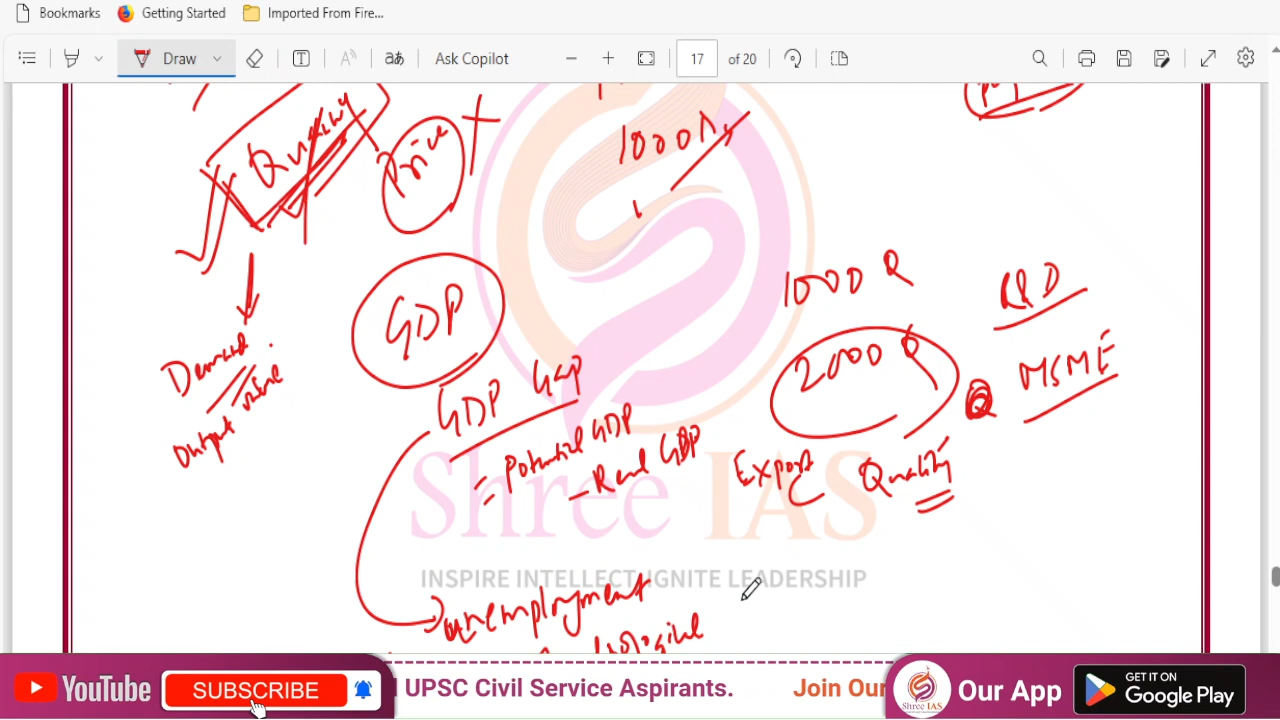 Bookmarks Getting Started Imported From Fire...
Draw Ask Copilot 17 of 20
Quality Price
1000
GDP
1000 Q
R&D
2000 Q
MSME
Demand
Output
GDP Gap
= Potential GDP
- Real GDP
Export Quality
Shree IAS
INSPIRE INTELLECT IGNITE LEADERSHIP
unemployment
YouTube SUBSCRIBE UPSC Civil Service Aspirants. Join Our Shree IAS Our App GET IT ON Google Play